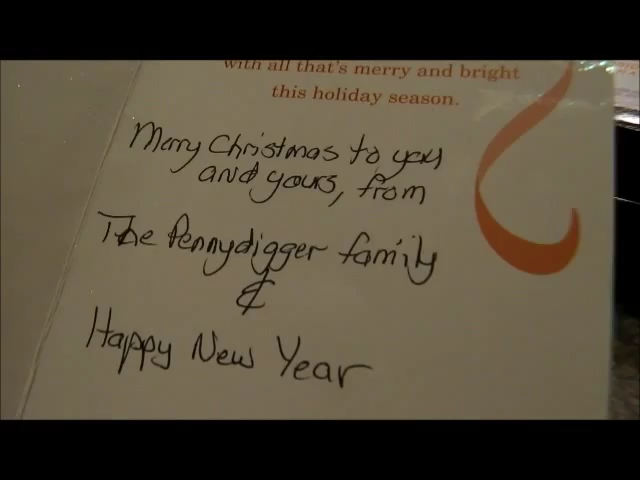 with all that's merry and bright
this holiday season.
Merry Christmas to you
and yours, from
The Pennydigger family
&
Happy New Year